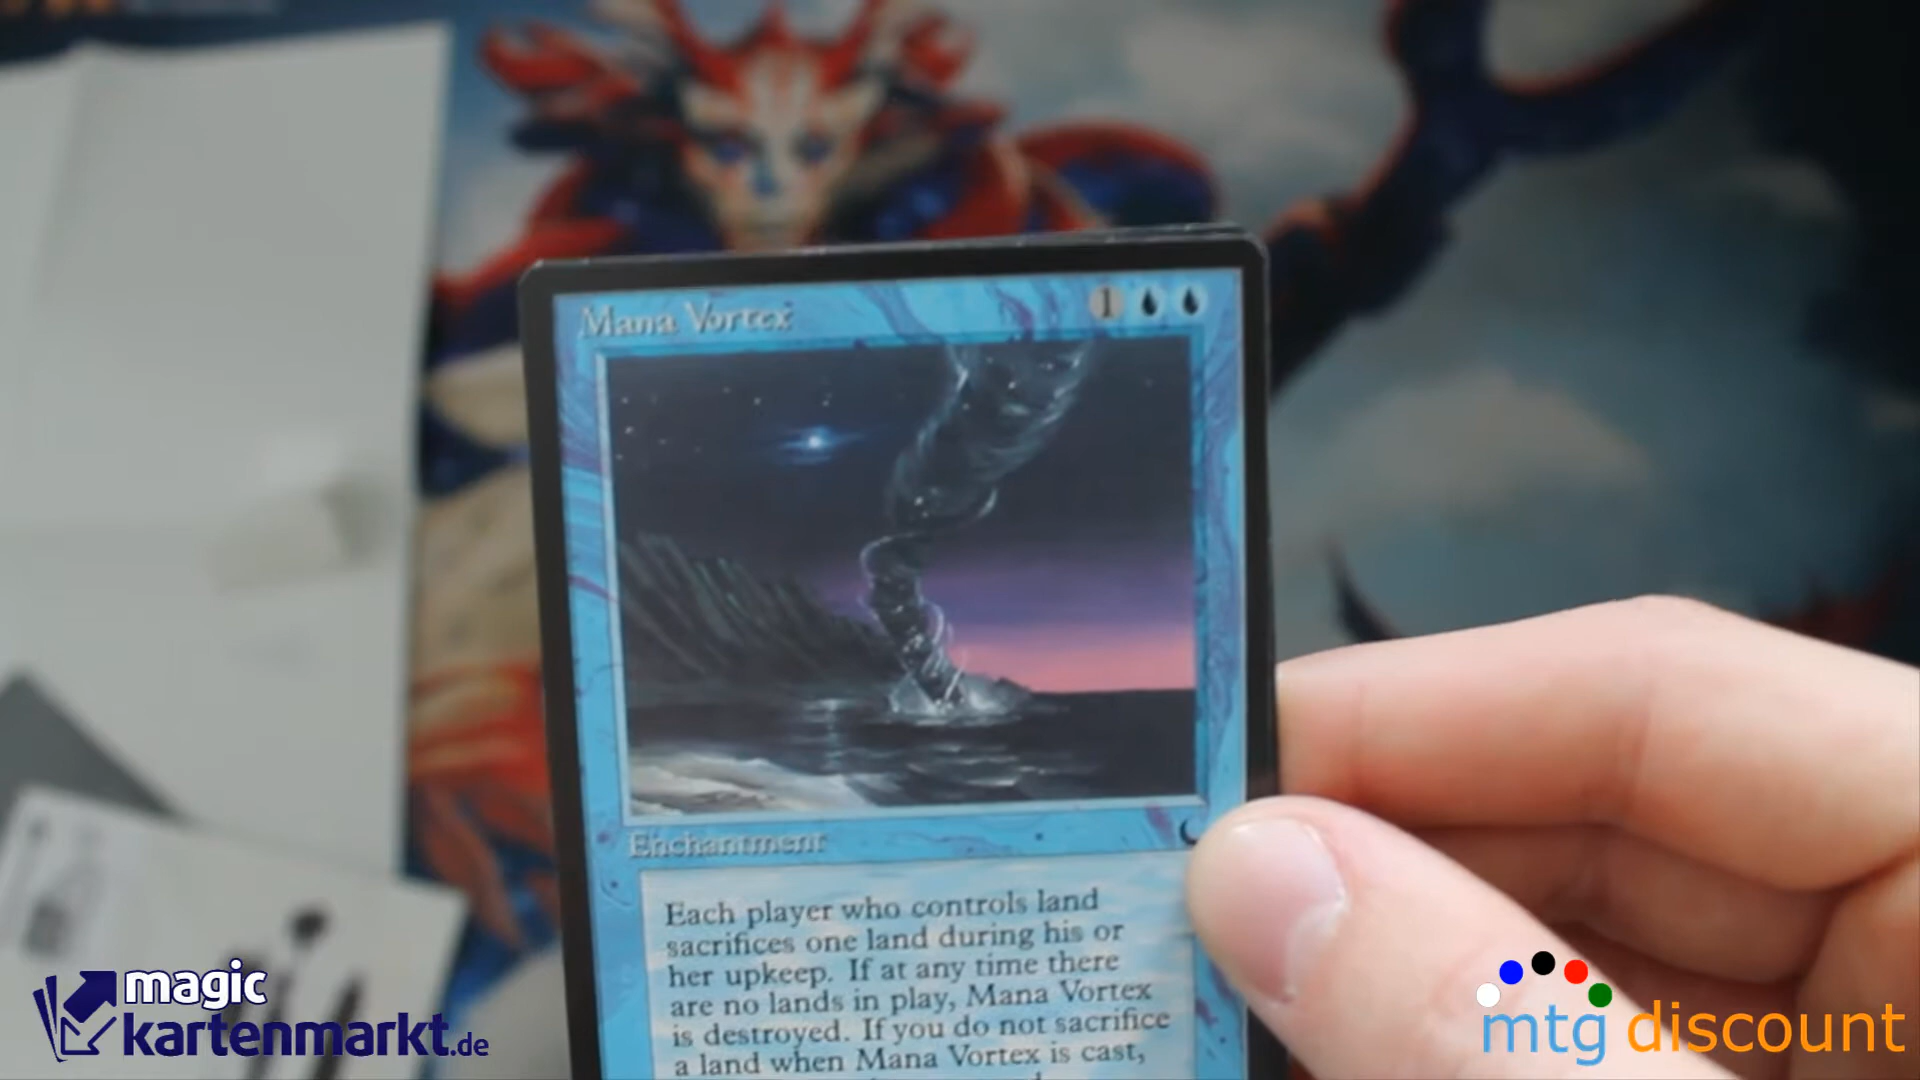 Mana Vortex
1
Enchantment
Each player who controls land
sacrifices one land during his or
her upkeep. If at any time there
are no lands in play, Mana Vortex
is destroyed. If you do not sacrifice
a land when Mana Vortex is cast,
magic
kartenmarkt.de
mtg discount